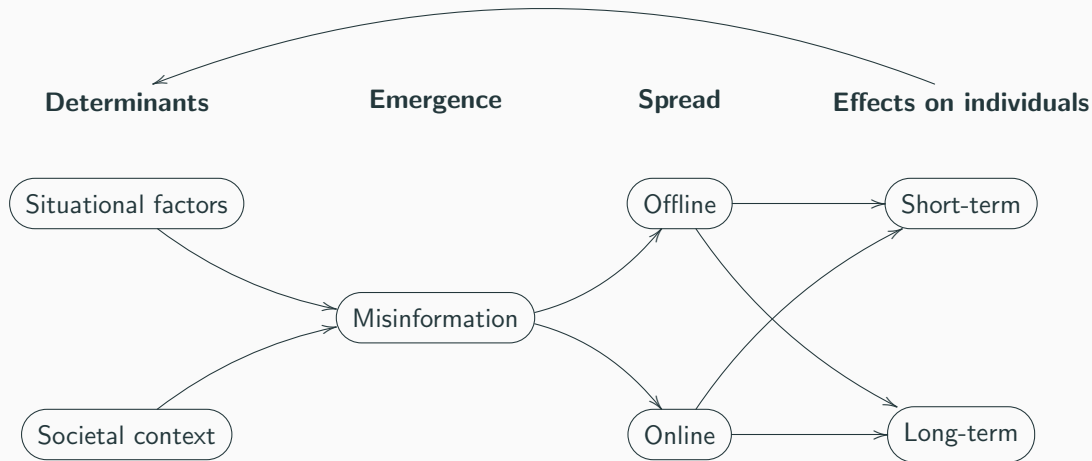 Determinants
Emergence
Spread
Effects on individuals
Situational factors
Offline
Short-term
Misinformation
Societal context
Online
Long-term